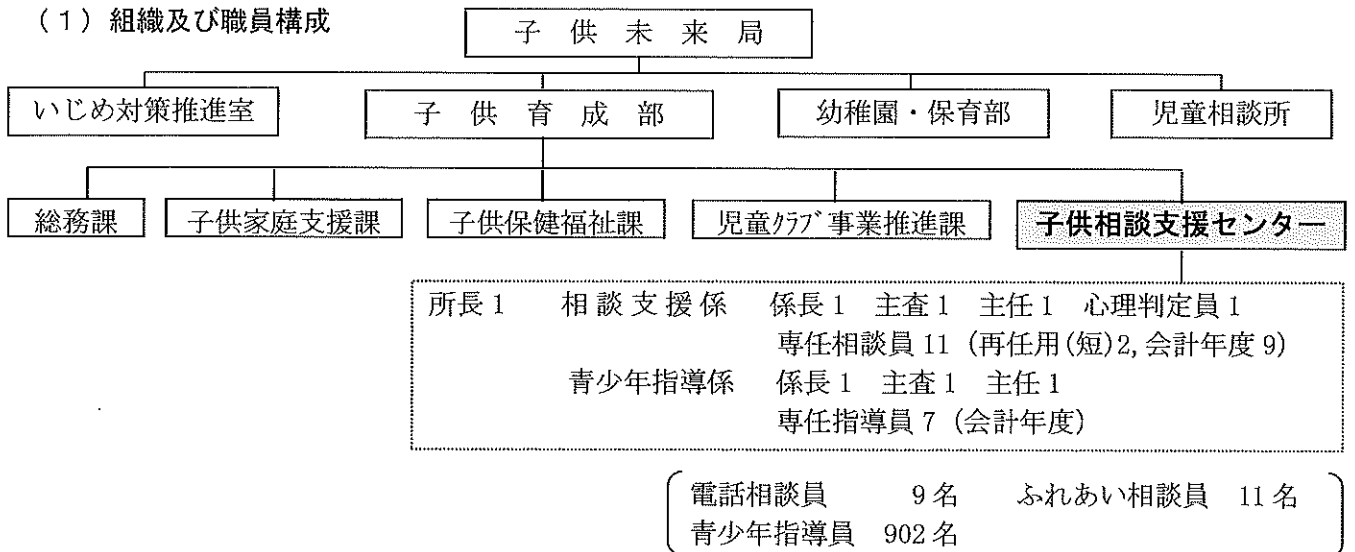 (1)組織及び職員構成
子供未来局
いじめ対策推進室 子供育成部 幼稚園・保育部 児童相談所
総務課 子供家庭支援課 子供保健福祉課 児童クラブ事業推進課 子供相談支援センター
所長1 相談支援係 係長1 主査1 主任1 心理判定員1
専任相談員11 (再任用(短)2,会計年度9)
青少年指導係 係長1 主査1 主任1
専任指導員7 (会計年度)
電話相談員 9名 ふれあい相談員 11名
青少年指導員 902名